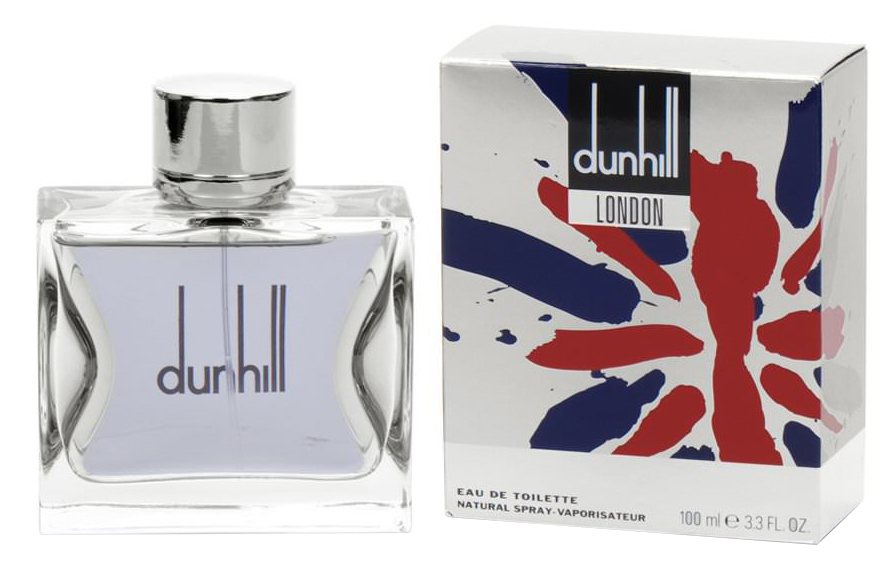 dunhill
dunhill
LONDON
EAU DE TOILETTE
NATURAL SPRAY-VAPORISATEUR
100 ml ℮ 3.3 FL. OZ.